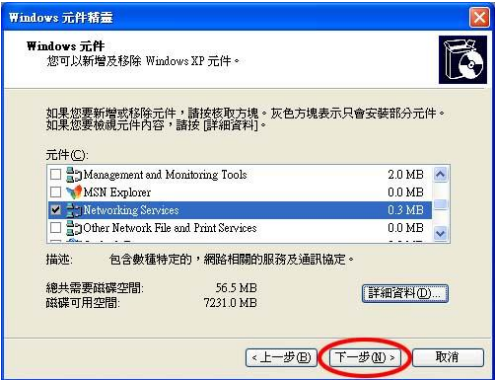 Windows 元件精靈
Windows 元件
您可以新增及移除 Windows XP 元件。
如果您要新增或移除元件，請按核取方塊。灰色方塊表示只會安裝部分元件。
如果您要檢視元件內容，請按 [詳細資料]。
元件(C):
Management and Monitoring Tools 2.0 MB
MSN Explorer 0.0 MB
Networking Services 0.3 MB
Other Network File and Print Services 0.0 MB
描述: 包含數種特定的，網路相關的服務及通訊協定。
總共需要磁碟空間: 56.5 MB
磁碟可用空間: 7231.0 MB
詳細資料(D)...
<上一步(B) 下一步(N)> 取消